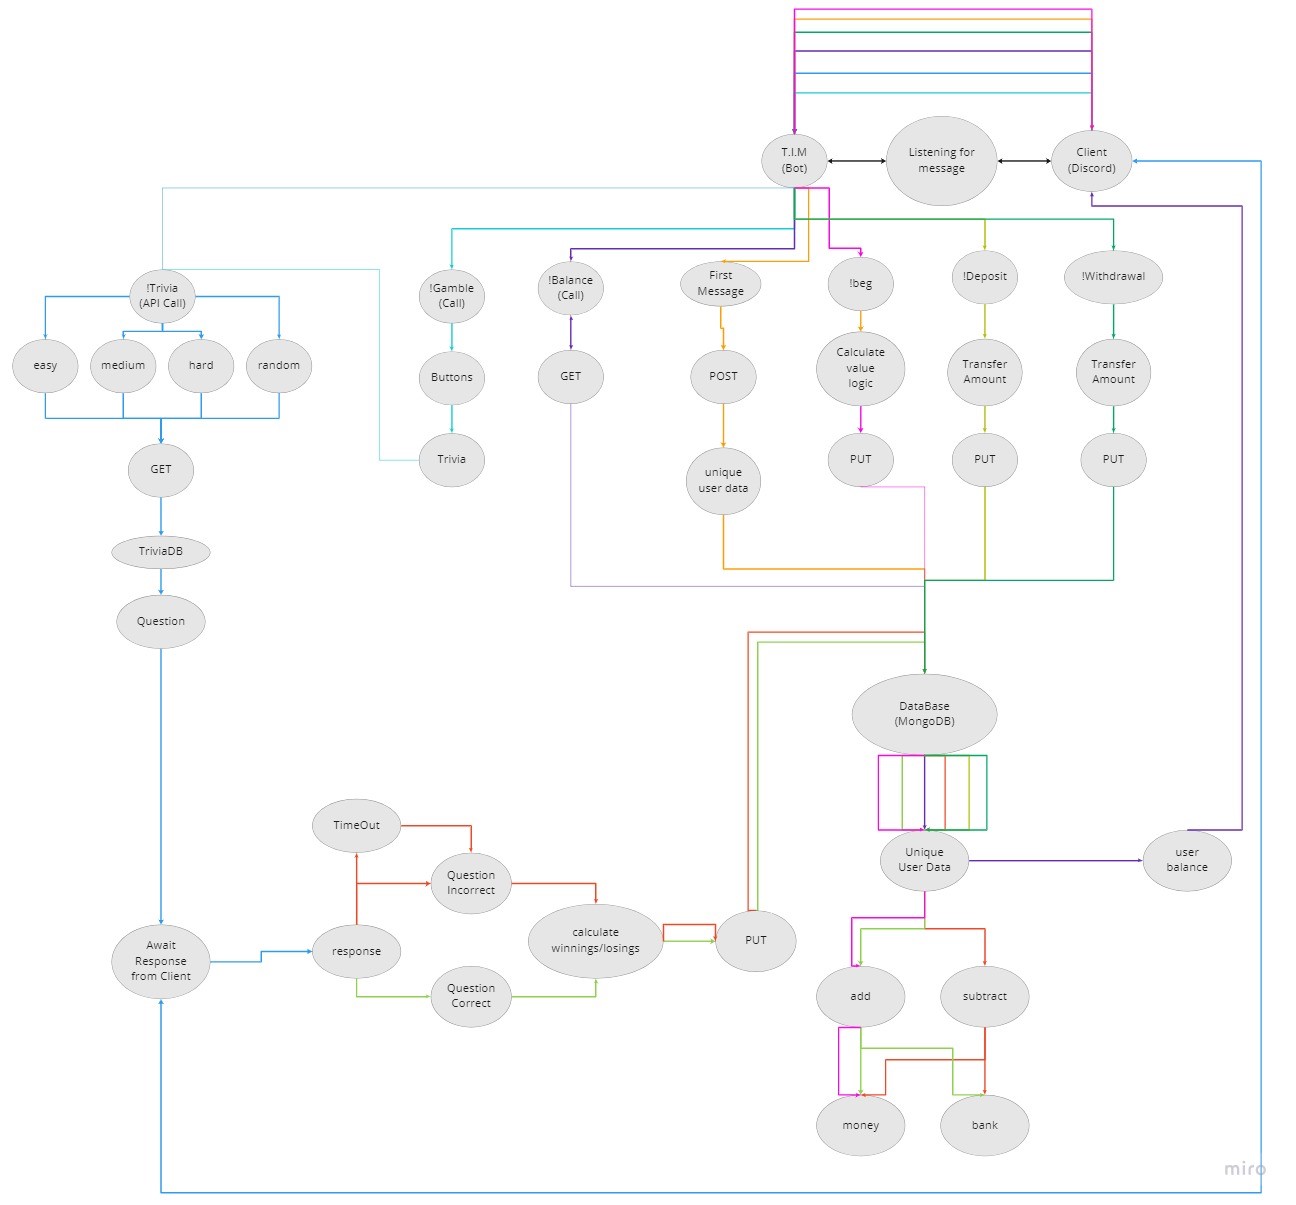 T.I.M
(Bot)
Listening for
message
Client
(Discord)
!Trivia
(API Call)
!Gamble
(Call)
!Balance
(Call)
First
Message
!beg
!Deposit
!Withdrawal
easy
medium
hard
random
Buttons
GET
POST
Calculate
value
logic
Transfer
Amount
Transfer
Amount
GET
Trivia
unique
user data
PUT
PUT
PUT
TriviaDB
Question
DataBase
(MongoDB)
TimeOut
Question
Incorrect
Unique
User Data
user
balance
Await
Response
from Client
response
calculate
winnings/losings
PUT
Question
Correct
add
subtract
money
bank
miro